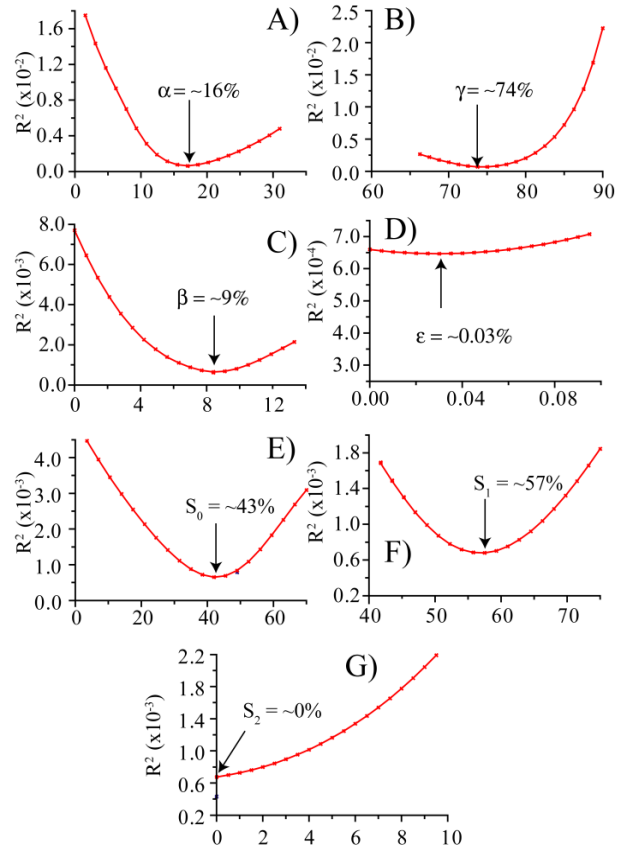 A)
R² (x10⁻²)
1.6
1.2
0.8
0.4
0.0
α = ~16%
0 10 20 30
B)
R² (x10⁻²)
2.5
2.0
1.5
1.0
0.5
0.0
γ = ~74%
60 70 80 90
C)
R² (x10⁻³)
8.0
6.0
4.0
2.0
0.0
β = ~9%
0 4 8 12
D)
R² (x10⁻⁴)
7.0
6.0
5.0
4.0
3.0
ε = ~0.03%
0.00 0.04 0.08
E)
R² (x10⁻³)
4.0
3.0
2.0
1.0
0.0
S₀ = ~43%
0 20 40 60
F)
R² (x10⁻³)
1.8
1.4
1.0
0.6
0.2
S₁ = ~57%
40 50 60 70
G)
R² (x10⁻³)
2.2
1.8
1.4
1.0
0.6
0.2
S₂ = ~0%
0 2 4 6 8 10